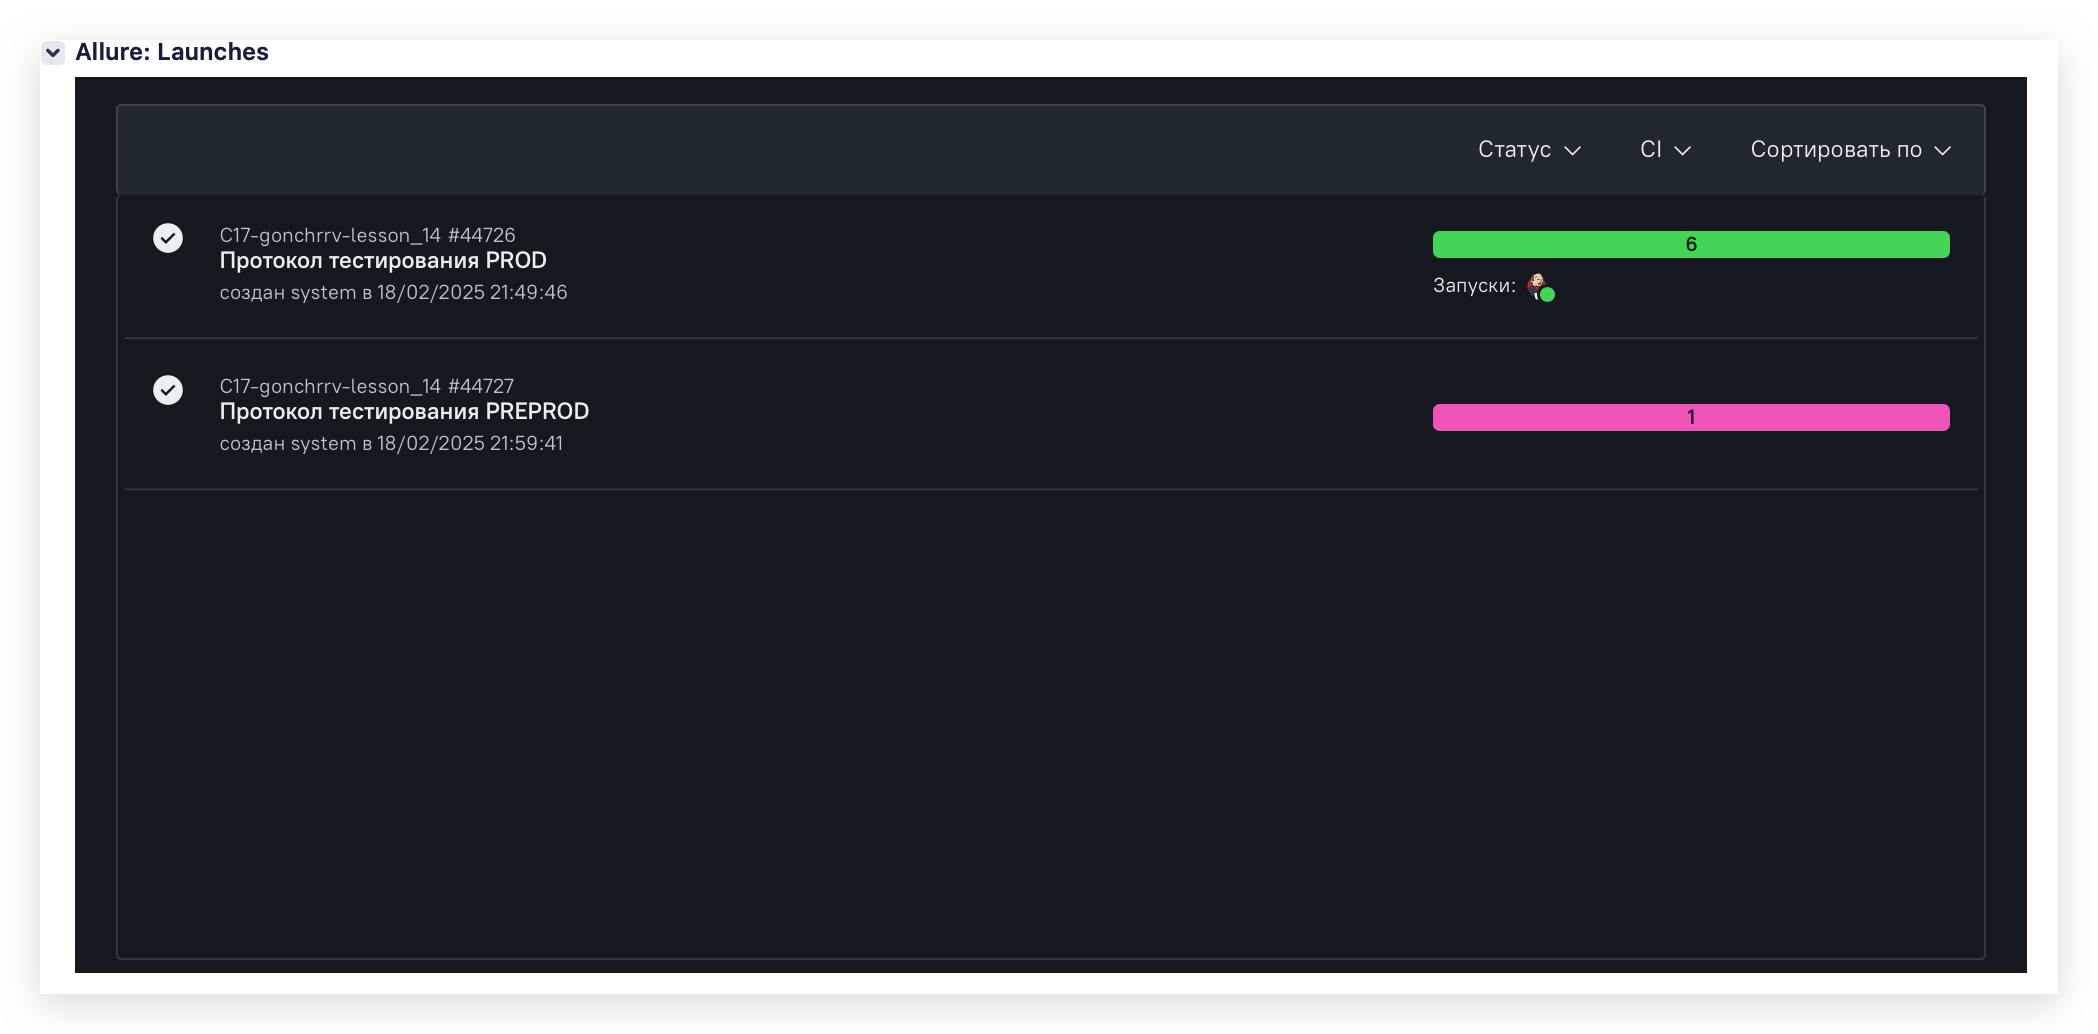 Allure: Launches
Статус CI Сортировать по
C17-gonchrrv-lesson_14 #44726
Протокол тестирования PROD
создан system в 18/02/2025 21:49:46
6
Запуски:
C17-gonchrrv-lesson_14 #44727
Протокол тестирования PREPROD
создан system в 18/02/2025 21:59:41
1